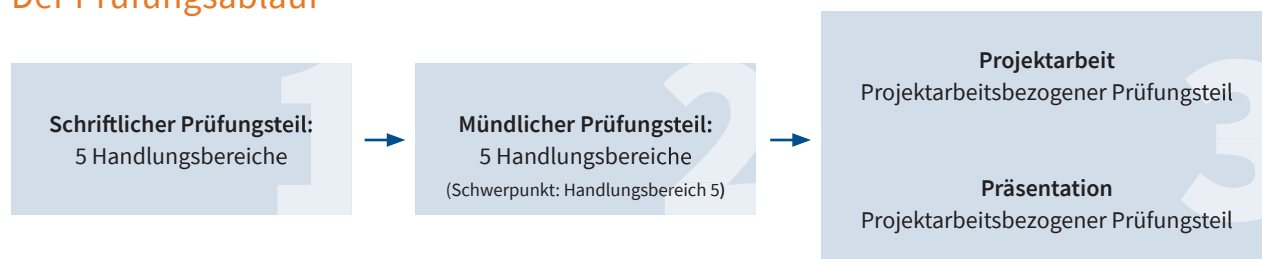 Der Prüfungsablauf
1
Schriftlicher Prüfungsteil:
5 Handlungsbereiche
2
Mündlicher Prüfungsteil:
5 Handlungsbereiche
(Schwerpunkt: Handlungsbereich 5)
3
Projektarbeit
Projektarbeitsbezogener Prüfungsteil
Präsentation
Projektarbeitsbezogener Prüfungsteil